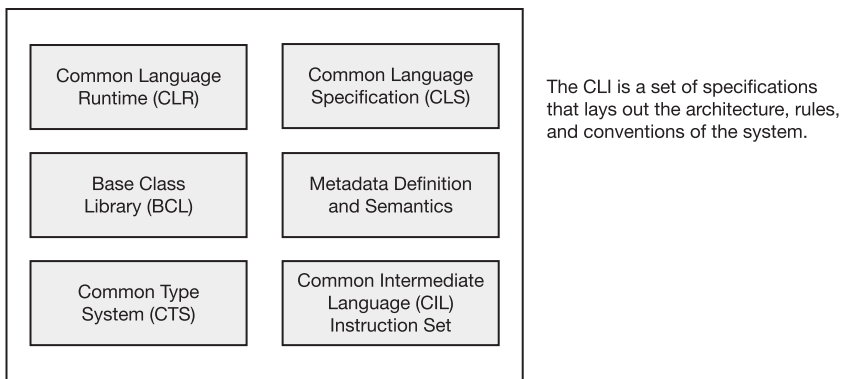 Common Language
Runtime (CLR)
Common Language
Specification (CLS)
The CLI is a set of specifications
that lays out the architecture, rules,
and conventions of the system.
Base Class
Library (BCL)
Metadata Definition
and Semantics
Common Type
System (CTS)
Common Intermediate
Language (CIL)
Instruction Set